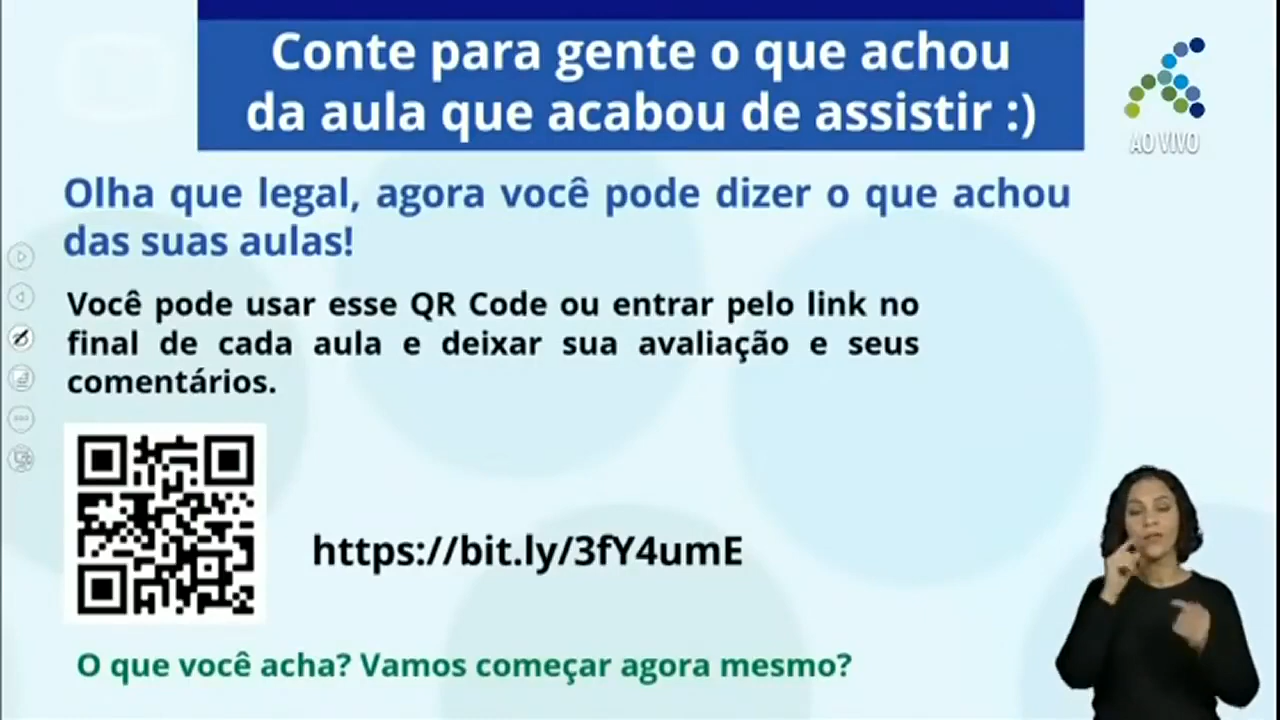 Conte para gente o que achou
da aula que acabou de assistir :)
AO VIVO
Olha que legal, agora você pode dizer o que achou
das suas aulas!
Você pode usar esse QR Code ou entrar pelo link no
final de cada aula e deixar sua avaliação e seus
comentários.
https://bit.ly/3fY4umE
O que você acha? Vamos começar agora mesmo?